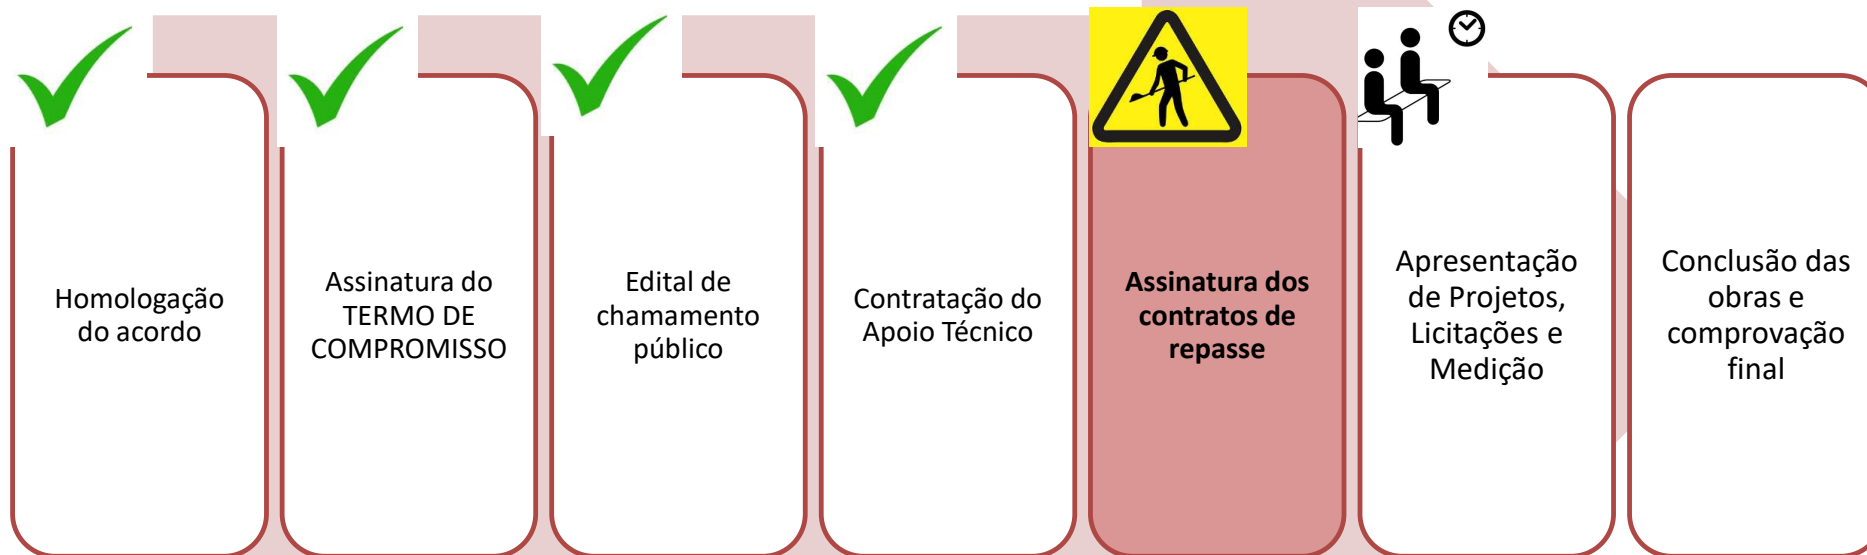 Homologação
do acordo
Assinatura do
TERMO DE
COMPROMISSO
Edital de
chamamento
público
Contratação do
Apoio Técnico
Assinatura dos
contratos de
repasse
Apresentação
de Projetos,
Licitações e
Medição
Conclusão das
obras e
comprovação
final